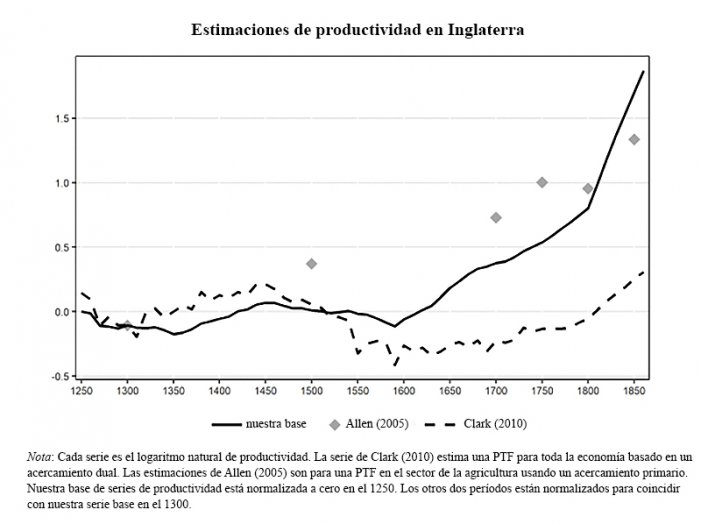 Estimaciones de productividad en Inglaterra
1.5
1.0
0.5
0.0
-0.5
1250 1300 1350 1400 1450 1500 1550 1600 1650 1700 1750 1800 1850
nuestra base Allen (2005) Clark (2010)
Nota: Cada serie es el logaritmo natural de productividad. La serie de Clark (2010) estima una PTF para toda la economía basado en un
acercamiento dual. Las estimaciones de Allen (2005) son para una PTF en el sector de la agricultura usando un acercamiento primario.
Nuestra base de series de productividad está normalizada a cero en el 1250. Los otros dos períodos están normalizados para coincidir
con nuestra serie base en el 1300.